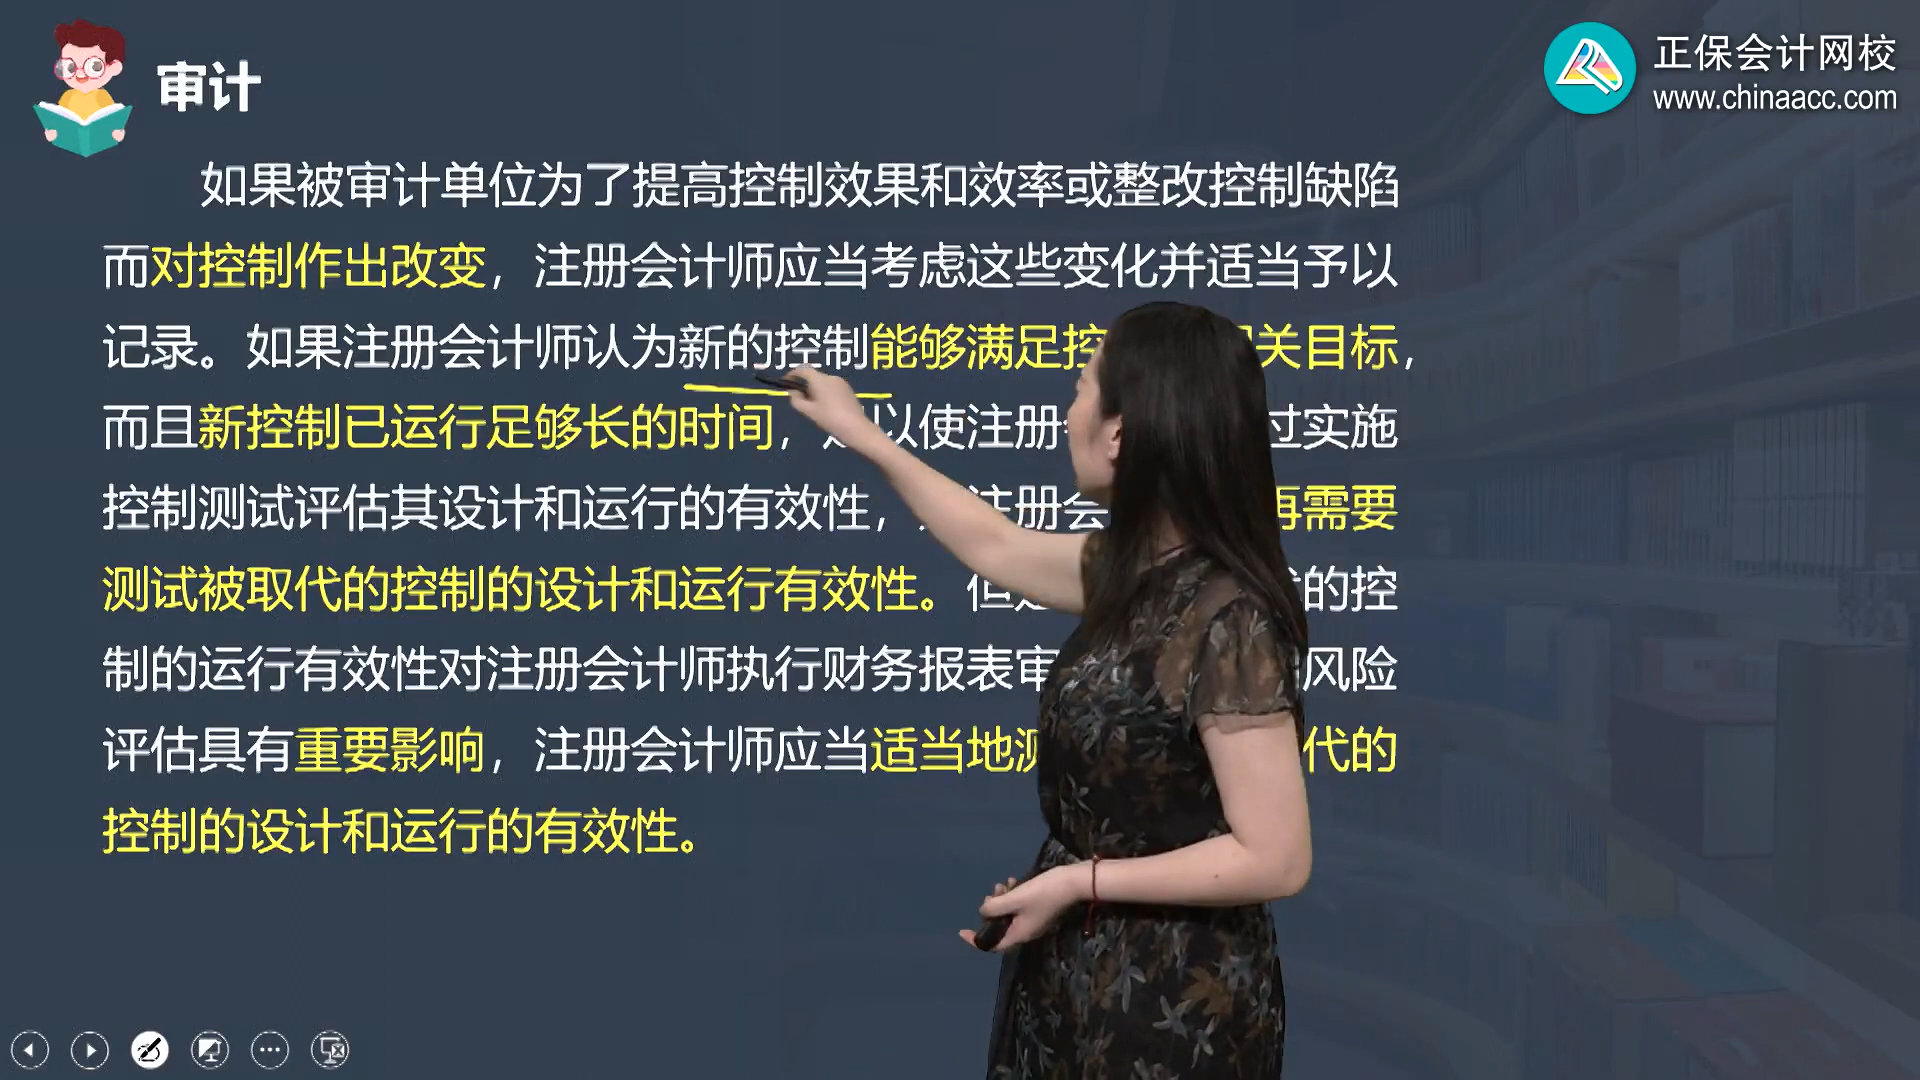 审计
正保会计网校
www.chinaacc.com
如果被审计单位为了提高控制效果和效率或整改控制缺陷
而对控制作出改变，注册会计师应当考虑这些变化并适当予以
记录。如果注册会计师认为新的控制能够满足控 关目标，
而且新控制已运行足够长的时间， 以使注册 过实施
控制测试评估其设计和运行的有效性， 注册会 再需要
测试被取代的控制的设计和运行有效性。但 的控
制的运行有效性对注册会计师执行财务报表审 风险
评估具有重要影响，注册会计师应当适当地测 代的
控制的设计和运行的有效性。